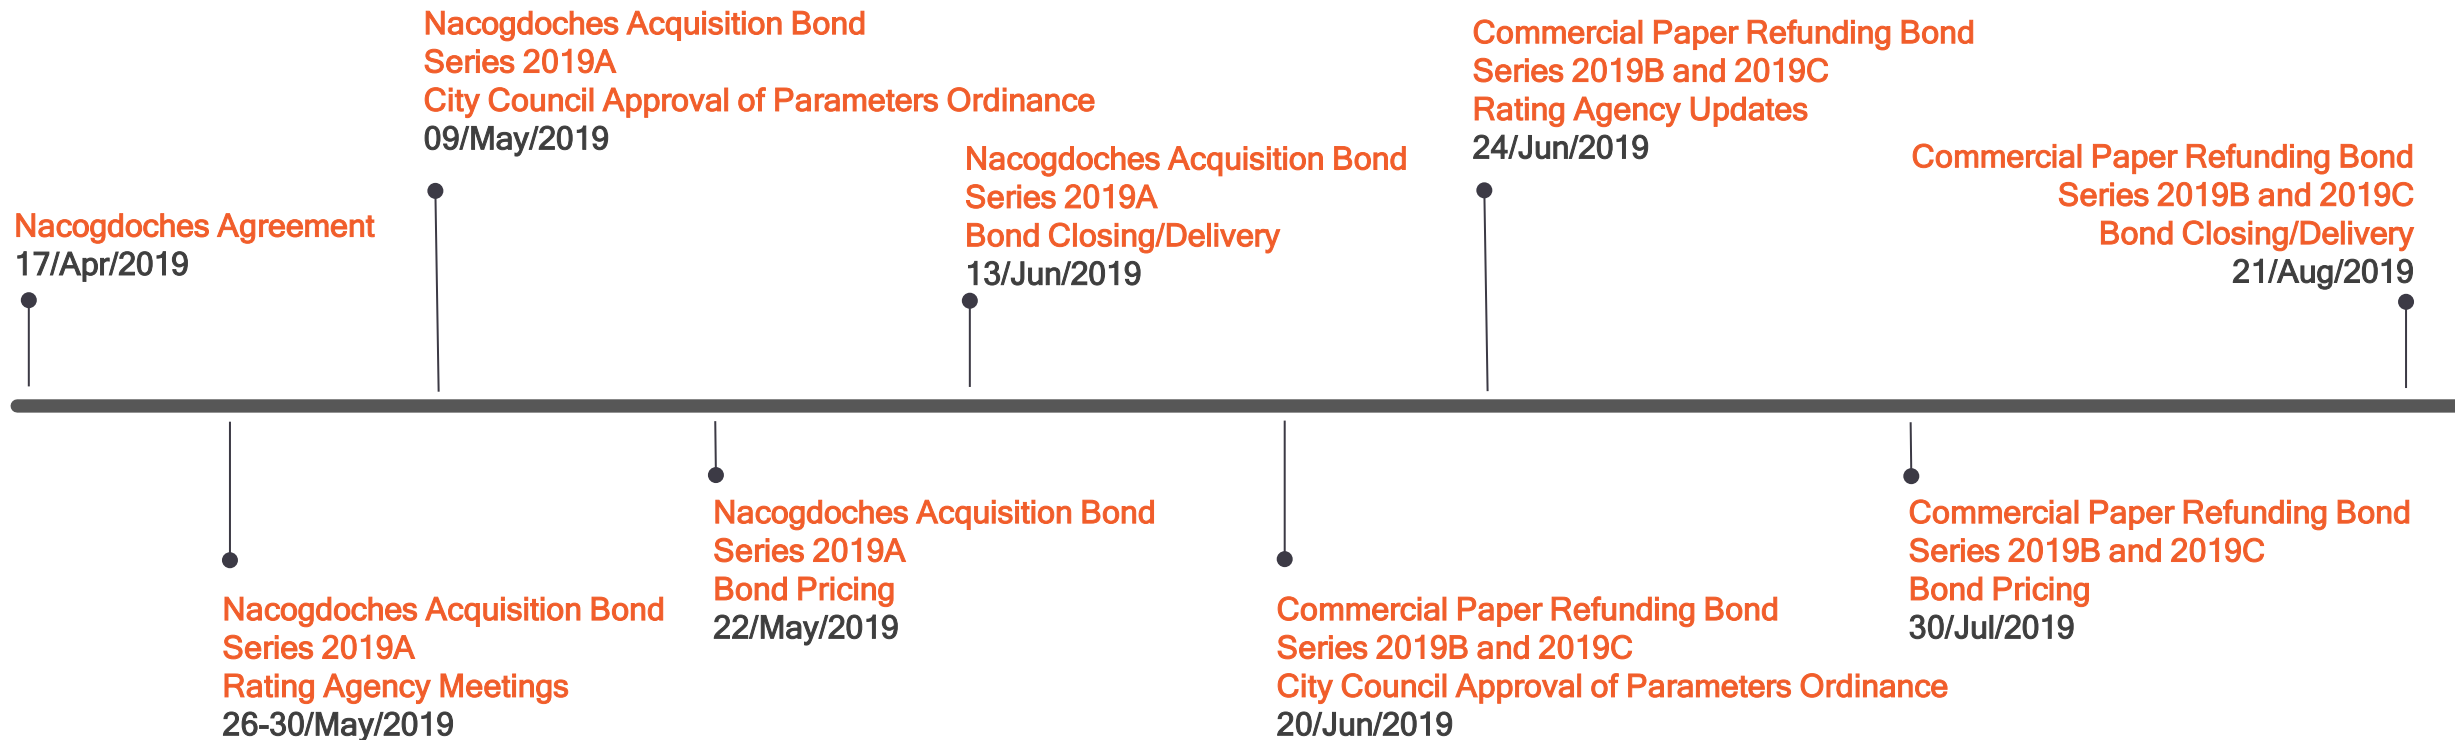 Nacogdoches Agreement
17/Apr/2019
Nacogdoches Acquisition Bond
Series 2019A
Rating Agency Meetings
26-30/May/2019
Nacogdoches Acquisition Bond
Series 2019A
City Council Approval of Parameters Ordinance
09/May/2019
Nacogdoches Acquisition Bond
Series 2019A
Bond Pricing
22/May/2019
Nacogdoches Acquisition Bond
Series 2019A
Bond Closing/Delivery
13/Jun/2019
Commercial Paper Refunding Bond
Series 2019B and 2019C
City Council Approval of Parameters Ordinance
20/Jun/2019
Commercial Paper Refunding Bond
Series 2019B and 2019C
Rating Agency Updates
24/Jun/2019
Commercial Paper Refunding Bond
Series 2019B and 2019C
Bond Pricing
30/Jul/2019
Commercial Paper Refunding Bond
Series 2019B and 2019C
Bond Closing/Delivery
21/Aug/2019